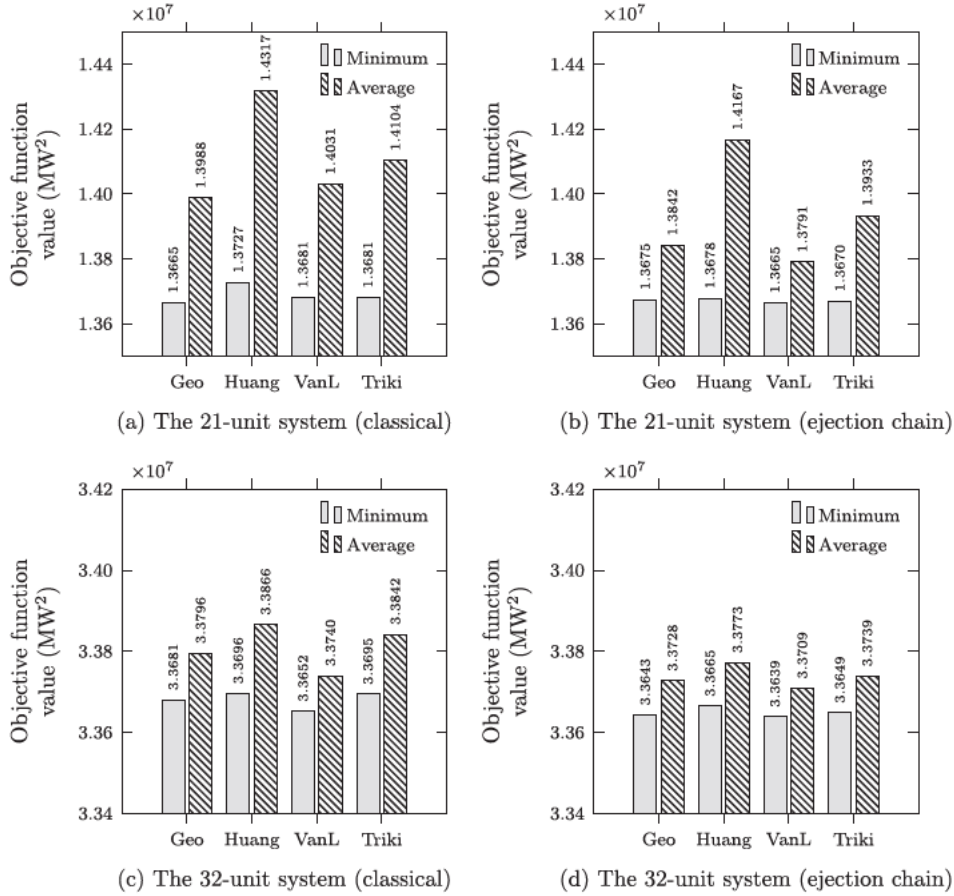 ×10⁷
Objective function
value (MW²)
1.44
1.42
1.40
1.38
1.36
1.3665
1.3988
1.3727
1.4317
1.3681
1.4031
1.3681
1.4104
Minimum
Average
Geo Huang VanL Triki
(a) The 21-unit system (classical)
×10⁷
Objective function
value (MW²)
1.44
1.42
1.40
1.38
1.36
1.3675
1.3842
1.3678
1.4167
1.3665
1.3791
1.3670
1.3933
Minimum
Average
Geo Huang VanL Triki
(b) The 21-unit system (ejection chain)
×10⁷
Objective function
value (MW²)
3.42
3.40
3.38
3.36
3.34
3.3681
3.3796
3.3696
3.3866
3.3652
3.3740
3.3695
3.3842
Minimum
Average
Geo Huang VanL Triki
(c) The 32-unit system (classical)
×10⁷
Objective function
value (MW²)
3.42
3.40
3.38
3.36
3.34
3.3643
3.3728
3.3665
3.3773
3.3639
3.3709
3.3649
3.3739
Minimum
Average
Geo Huang VanL Triki
(d) The 32-unit system (ejection chain)